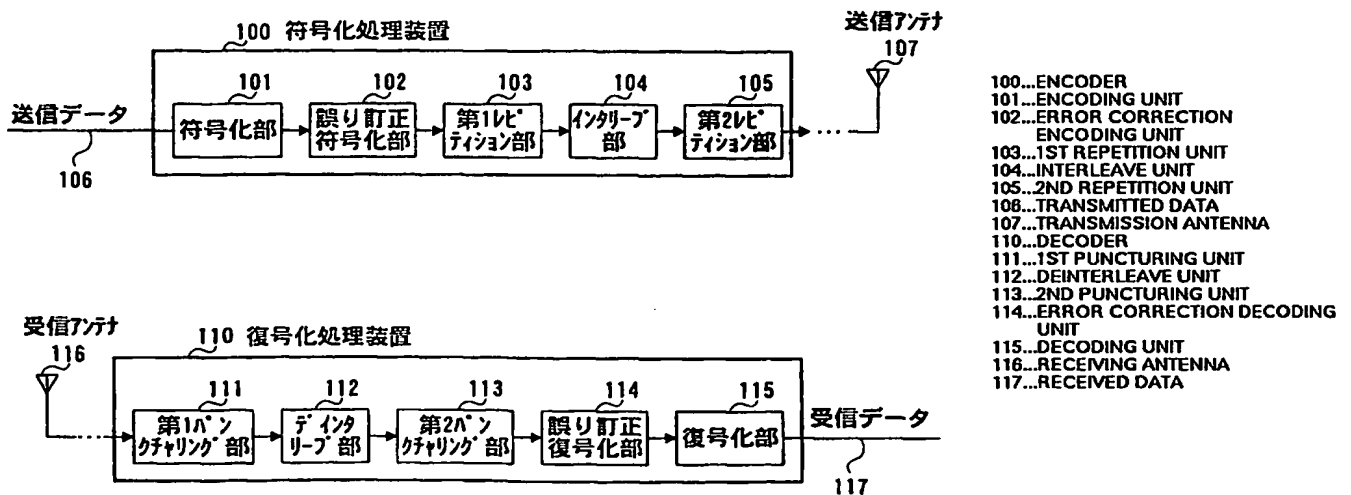 100 符号化処理装置
送信アンテナ
107
101
102
103
104
105
送信データ
106
符号化部
誤り訂正
符号化部
第1レピ
ティション部
インタリーブ
部
第2レピ
ティション部
100...ENCODER
101...ENCODING UNIT
102...ERROR CORRECTION
ENCODING UNIT
103...1ST REPETITION UNIT
104...INTERLEAVE UNIT
105...2ND REPETITION UNIT
106...TRANSMITTED DATA
107...TRANSMISSION ANTENNA
110...DECODER
111...1ST PUNCTURING UNIT
112...DEINTERLEAVE UNIT
113...2ND PUNCTURING UNIT
114...ERROR CORRECTION DECODING
UNIT
115...DECODING UNIT
116...RECEIVING ANTENNA
117...RECEIVED DATA
受信アンテナ
116
110 復号化処理装置
111
112
113
114
115
第1パン
クチャリング部
デインタ
リーブ部
第2パン
クチャリング部
誤り訂正
復号化部
復号化部
受信データ
117